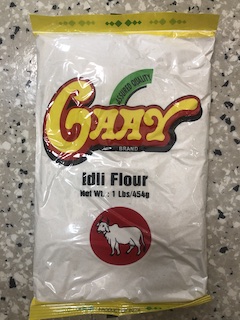 ASSURED QUALITY
GAAY
BRAND
idli Flour
Net Wt. : 1 Lbs/454g